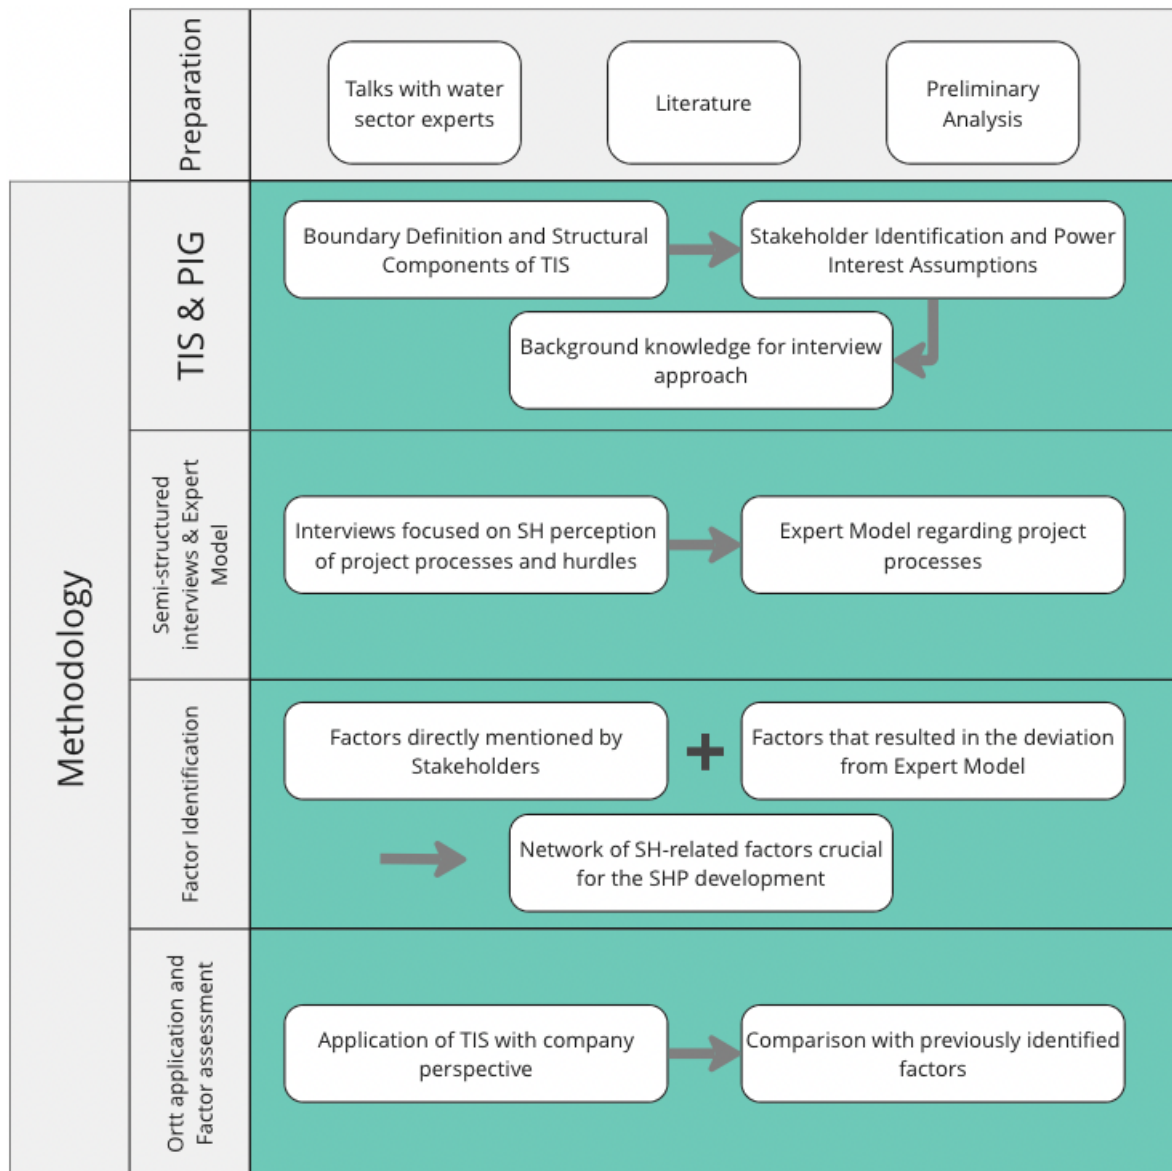 Preparation
Talks with water
sector experts
Literature
Preliminary
Analysis
Methodology
TIS & PIG
Boundary Definition and Structural
Components of TIS
Stakeholder Identification and Power
Interest Assumptions
Background knowledge for interview
approach
Semi-structured
interviews & Expert
Model
Interviews focused on SH perception
of project processes and hurdles
Expert Model regarding project
processes
Factor Identification
Factors directly mentioned by
Stakeholders
+
Factors that resulted in the deviation
from Expert Model
Network of SH-related factors crucial
for the SHP development
Ortt application and
Factor assessment
Application of TIS with company
perspective
Comparison with previously identified
factors